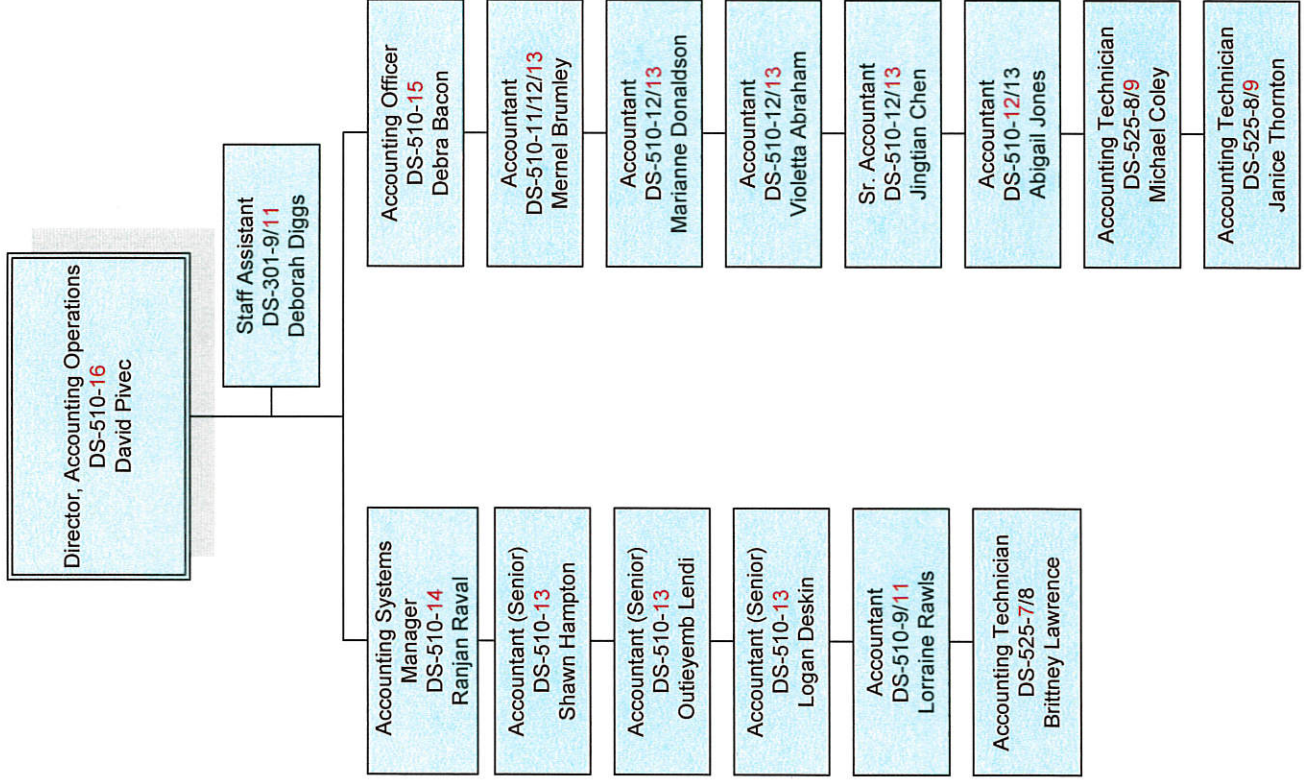 Director, Accounting Operations
DS-510-16
David Pivec
Staff Assistant
DS-301-9/11
Deborah Diggs
Accounting Systems
Manager
DS-510-14
Ranjan Raval
Accountant (Senior)
DS-510-13
Shawn Hampton
Accountant (Senior)
DS-510-13
Outieyemb Lendi
Accountant (Senior)
DS-510-13
Logan Deskin
Accountant
DS-510-9/11
Lorraine Rawls
Accounting Technician
DS-525-7/8
Brittney Lawrence
Accounting Officer
DS-510-15
Debra Bacon
Accountant
DS-510-11/12/13
Mernel Brumley
Accountant
DS-510-12/13
Marianne Donaldson
Accountant
DS-510-12/13
Violetta Abraham
Sr. Accountant
DS-510-12/13
Jingtian Chen
Accountant
DS-510-12/13
Abigail Jones
Accounting Technician
DS-525-8/9
Michael Coley
Accounting Technician
DS-525-8/9
Janice Thornton